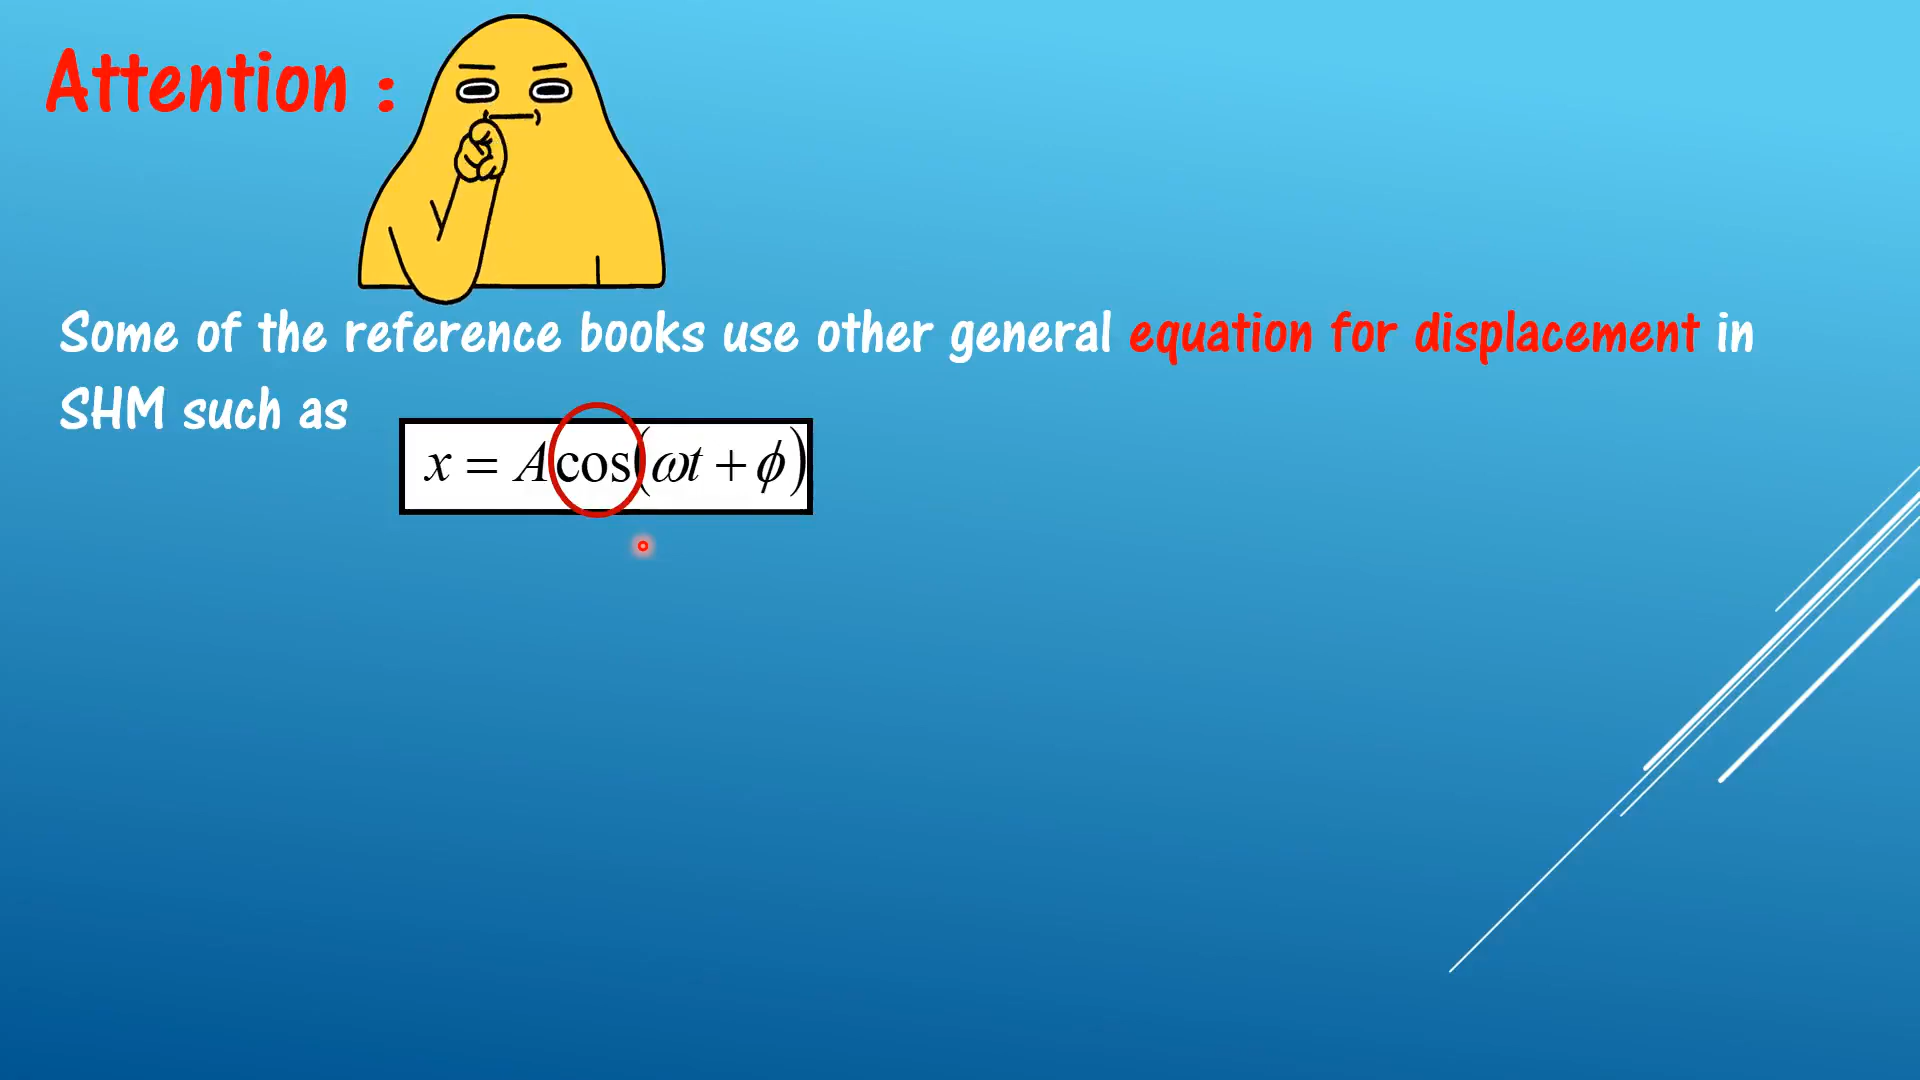 Attention :
Some of the reference books use other general equation for displacement in
SHM such as
x = A cos(ωt + ϕ)